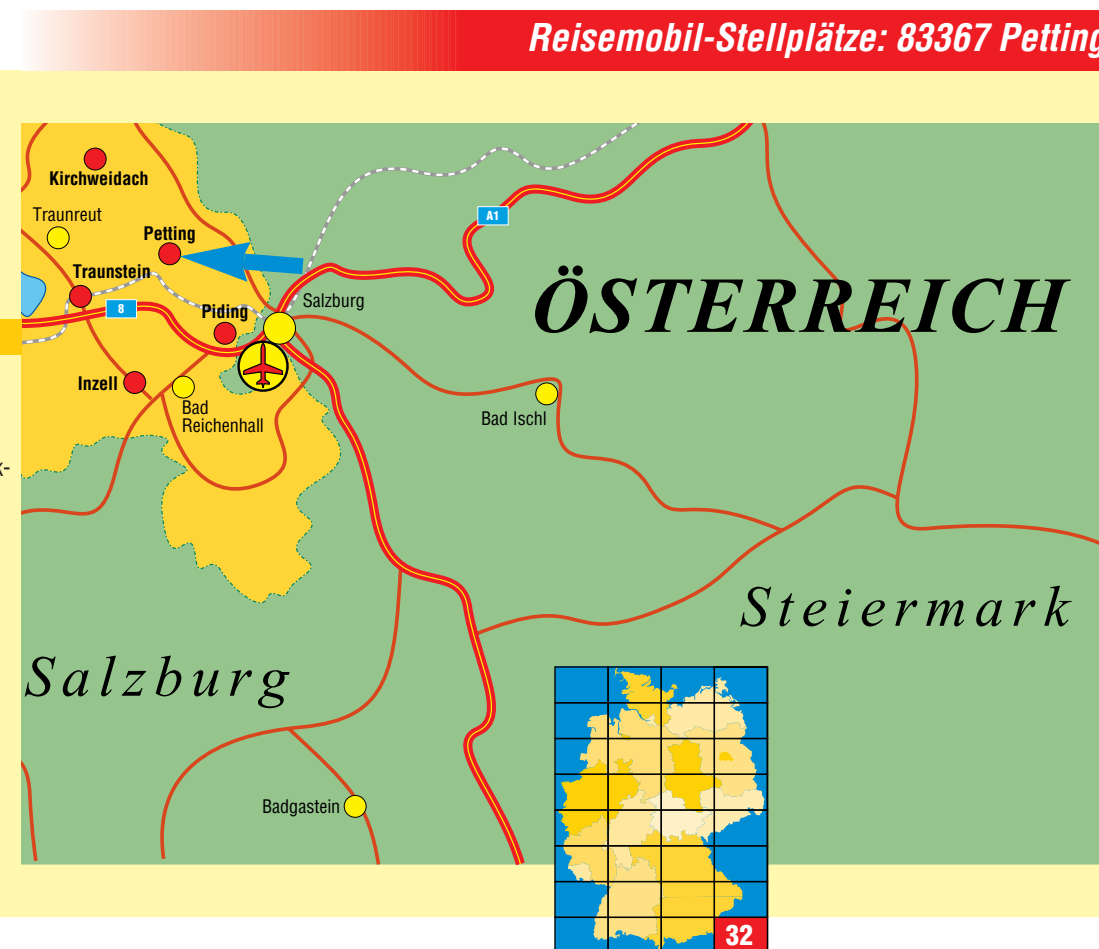 Reisemobil-Stellplätze: 83367 Petting
Kirchweidach
Traunreut
Petting
A1
Traunstein
ÖSTERREICH
8
Piding
Salzburg
Inzell
Bad
Reichenhall
Bad Ischl
k-
Steiermark
Salzburg
Badgastein
32